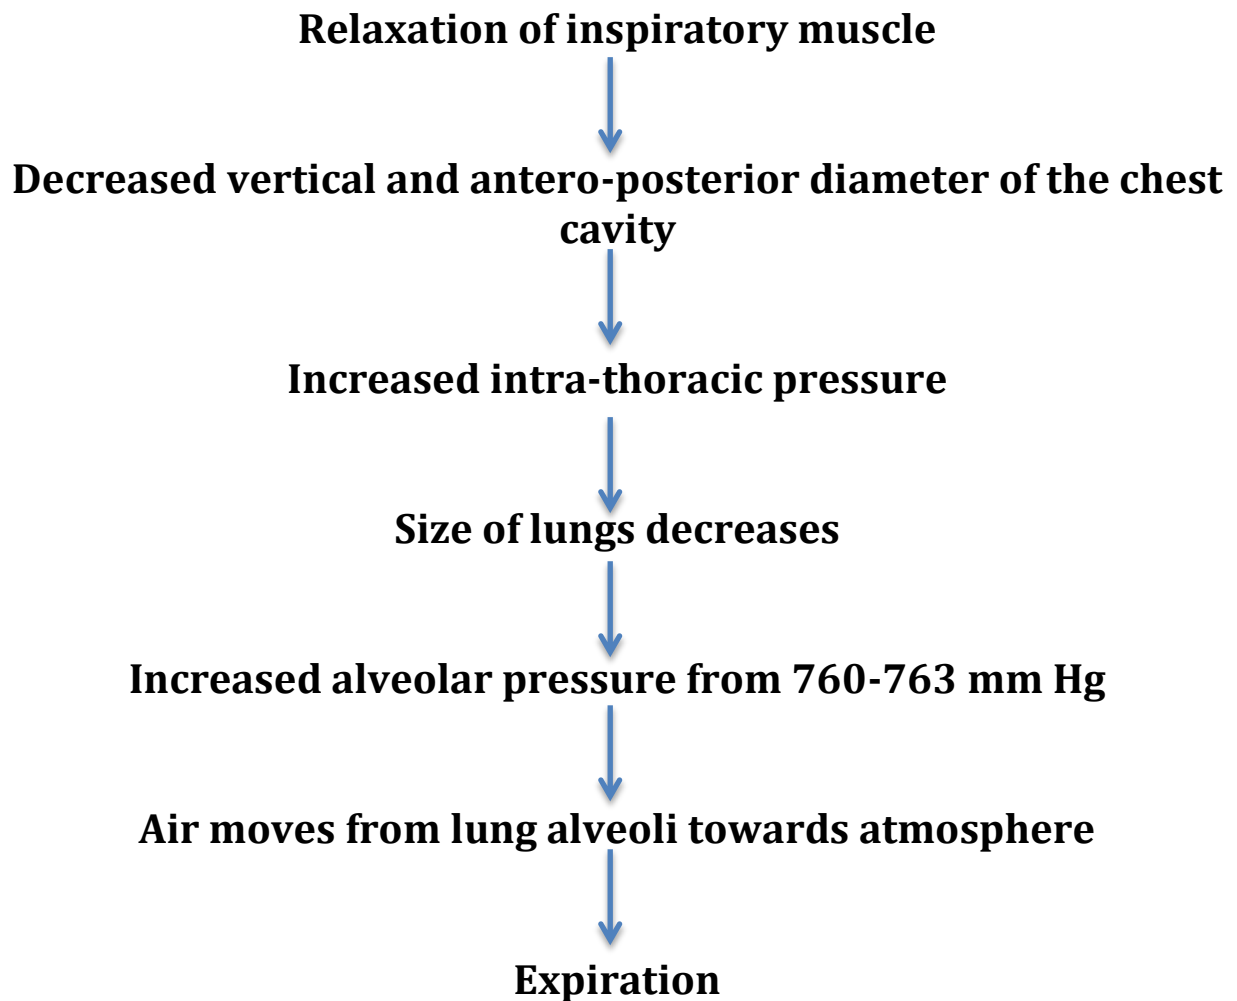 Relaxation of inspiratory muscle
Decreased vertical and antero-posterior diameter of the chest
cavity
Increased intra-thoracic pressure
Size of lungs decreases
Increased alveolar pressure from 760-763 mm Hg
Air moves from lung alveoli towards atmosphere
Expiration